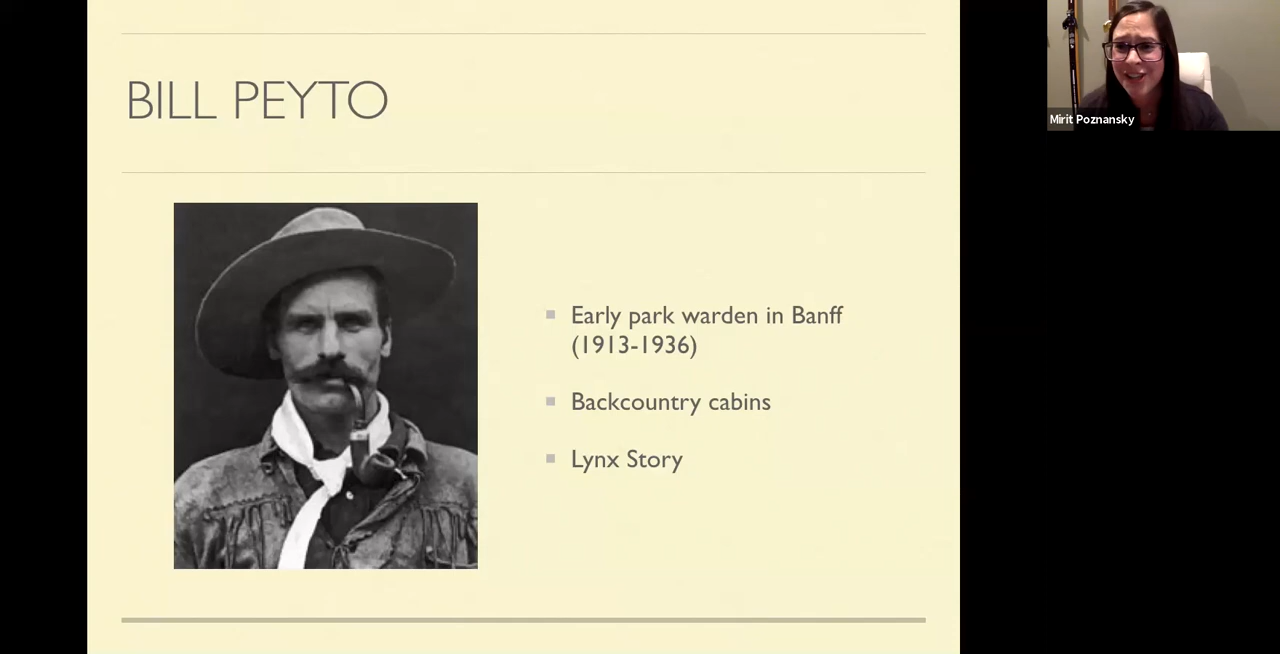 BILL PEYTO
Early park warden in Banff
(1913-1936)
Backcountry cabins
Lynx Story
Mirit Poznansky